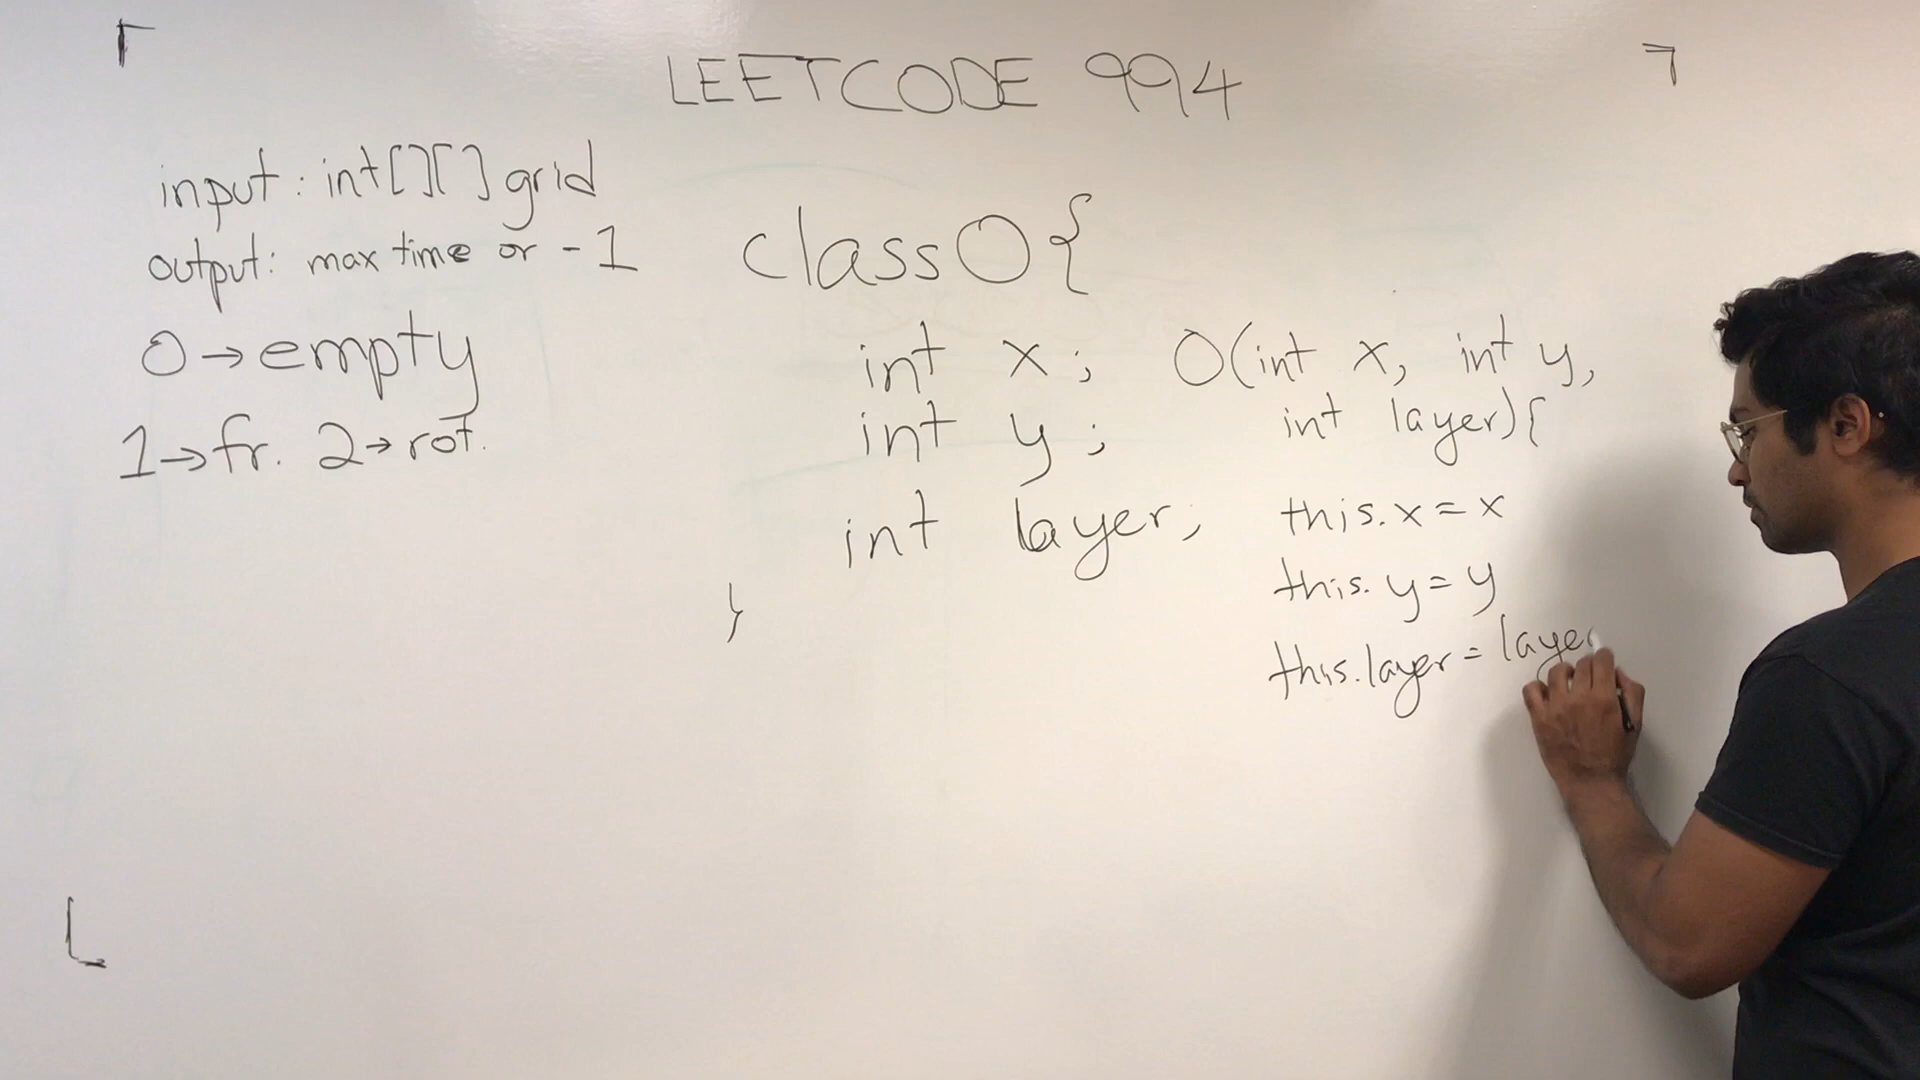 LEETCODE 994
input: int[][] grid
output: max time or -1
0→empty
1→fr. 2→rot.
class O{
int x;
int y;
int layer;
}
O(int x, int y,
int layer){
this.x = x
this.y = y
this.layer = layer